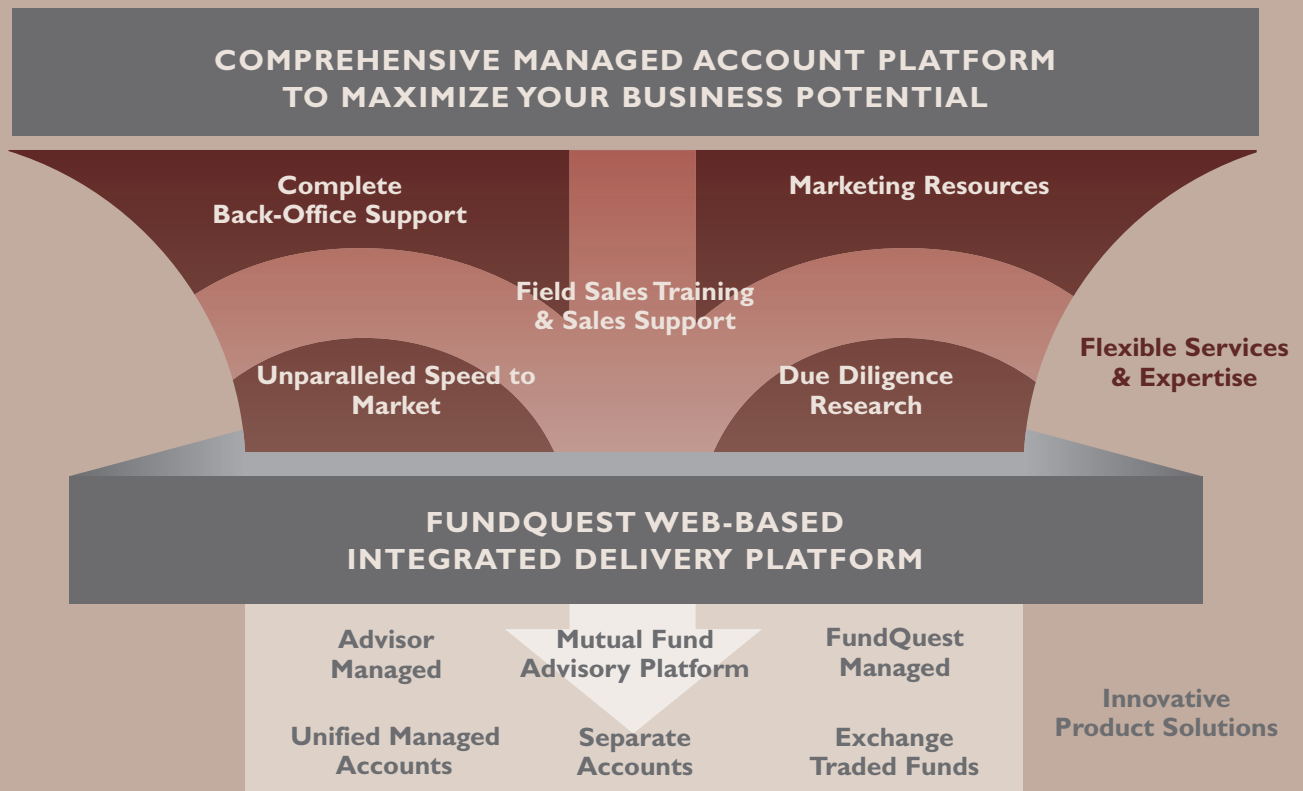 COMPREHENSIVE MANAGED ACCOUNT PLATFORM
TO MAXIMIZE YOUR BUSINESS POTENTIAL
Complete
Back-Office Support
Marketing Resources
Field Sales Training
& Sales Support
Unparalleled Speed to
Market
Due Diligence
Research
Flexible Services
& Expertise
FUNDQUEST WEB-BASED
INTEGRATED DELIVERY PLATFORM
Advisor
Managed
Mutual Fund
Advisory Platform
FundQuest
Managed
Unified Managed
Accounts
Separate
Accounts
Exchange
Traded Funds
Innovative
Product Solutions